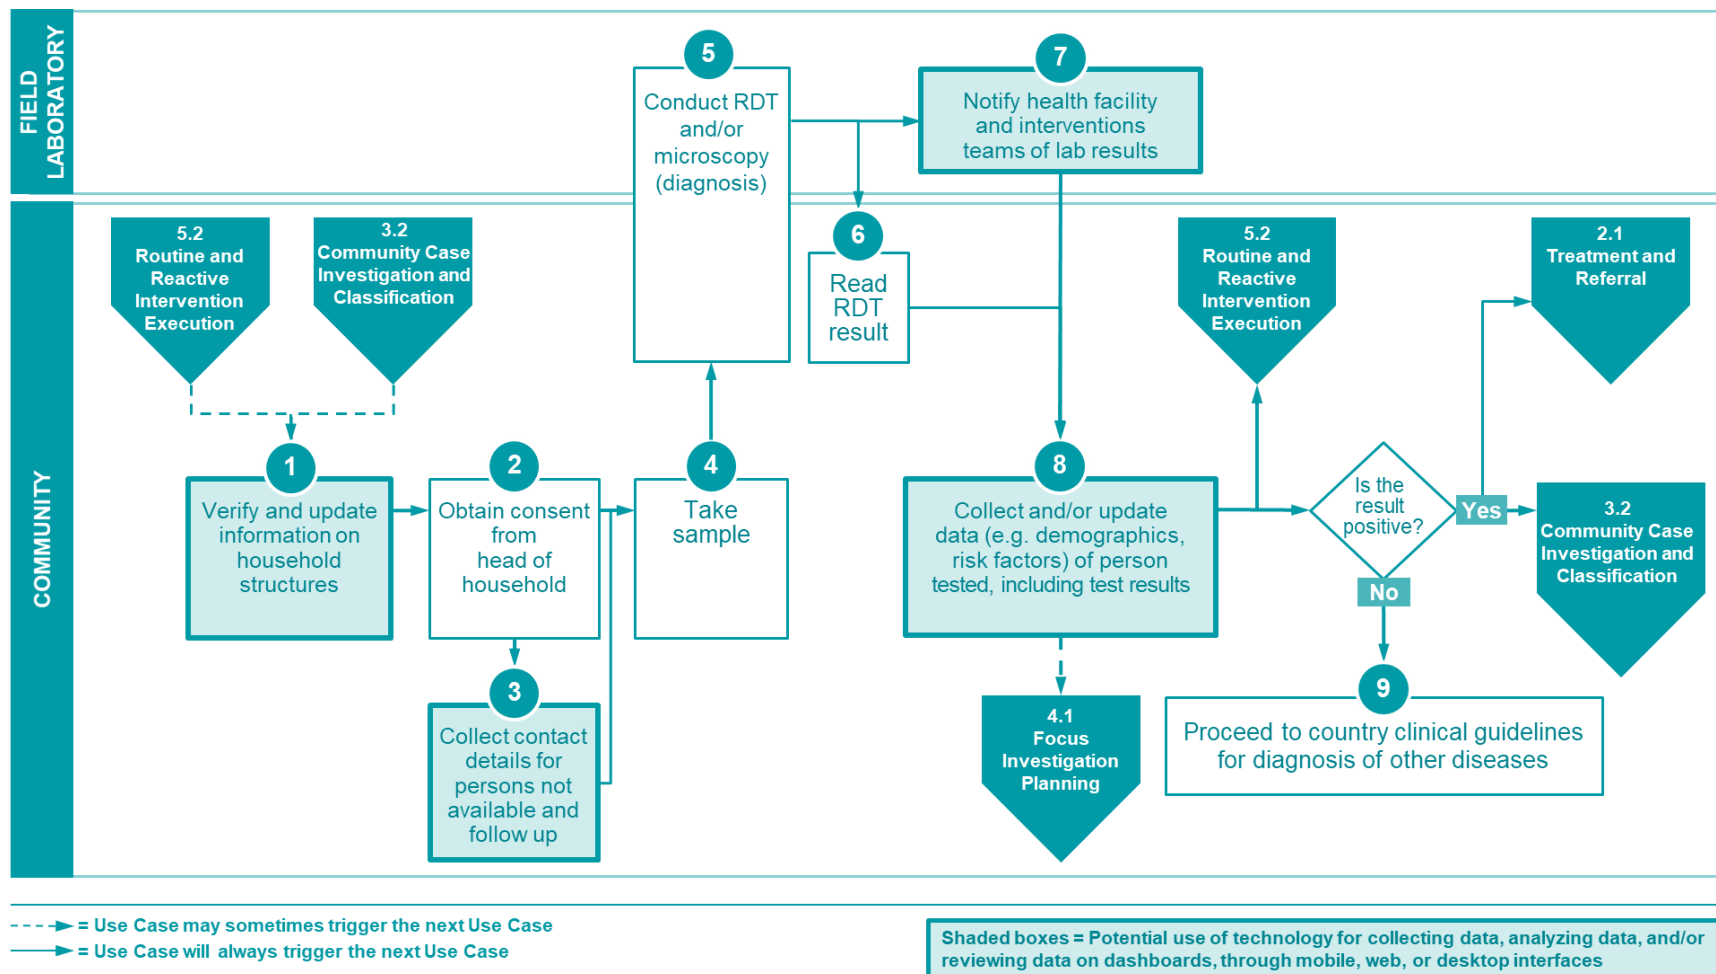 FIELD
LABORATORY
5
Conduct RDT
and/or
microscopy
(diagnosis)
7
Notify health facility
and interventions
teams of lab results
COMMUNITY
5.2
Routine and
Reactive
Intervention
Execution
3.2
Community Case
Investigation and
Classification
6
Read
RDT
result
5.2
Routine and
Reactive
Intervention
Execution
2.1
Treatment and
Referral
1
Verify and update
information on
household
structures
2
Obtain consent
from
head of
household
4
Take
sample
8
Collect and/or update
data (e.g. demographics,
risk factors) of person
tested, including test results
Is the
result
positive?
Yes
No
3.2
Community Case
Investigation and
Classification
3
Collect contact
details for
persons not
available and
follow up
4.1
Focus
Investigation
Planning
9
Proceed to country clinical guidelines
for diagnosis of other diseases
= Use Case may sometimes trigger the next Use Case
= Use Case will always trigger the next Use Case
Shaded boxes = Potential use of technology for collecting data, analyzing data, and/or
reviewing data on dashboards, through mobile, web, or desktop interfaces